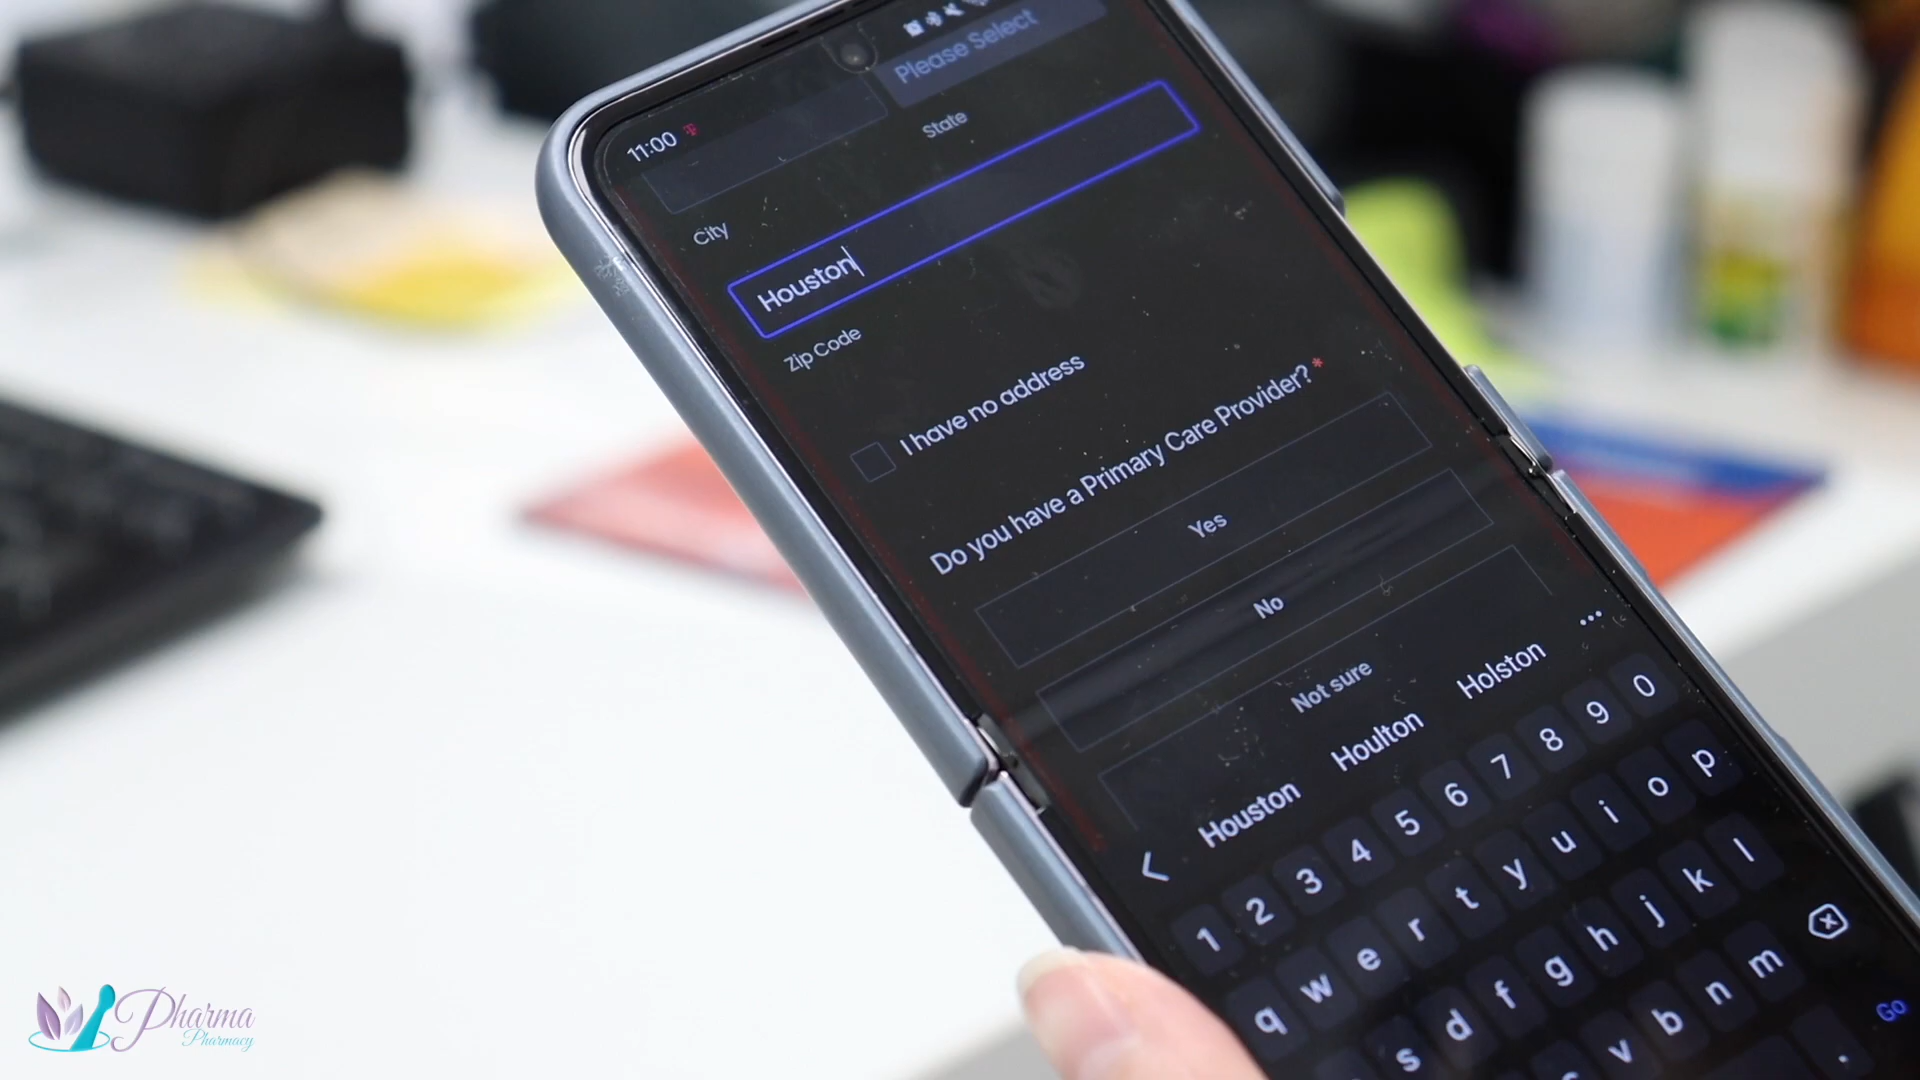 11:00
Please Select
State
City
Houston
Zip Code
I have no address
Do you have a Primary Care Provider? *
Yes
No
Not sure
Houston Houlton Holston ...
1 2 3 4 5 6 7 8 9 0
q w e r t y u i o p
s d f g h j k l
v b n m
. Go
Pharma
Pharmacy